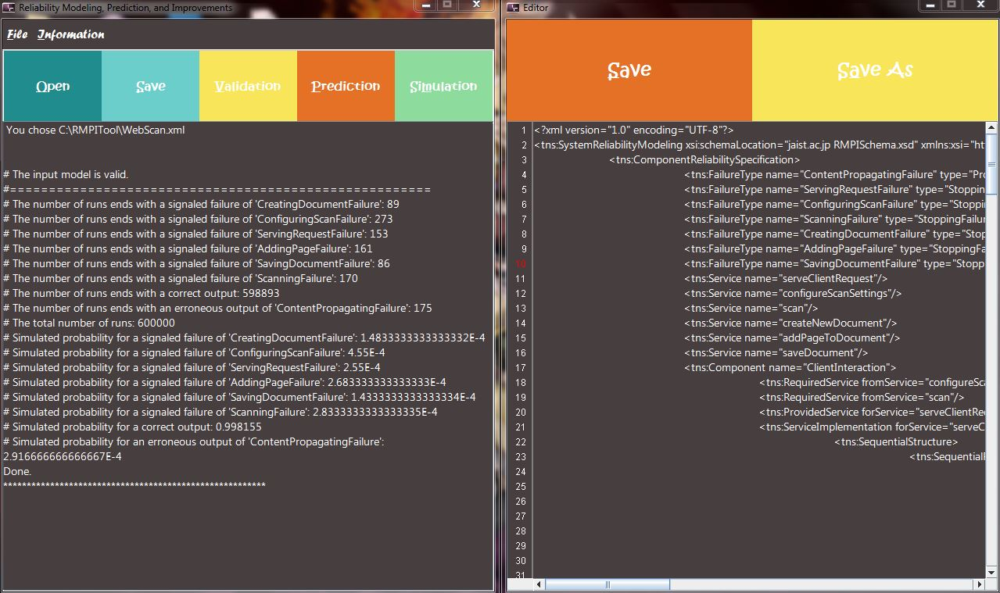 Reliability Modeling, Prediction, and Improvements
File Information
Open Save Validation Prediction Simulation
You chose C:\RMPITool\WebScan.xml
# The input model is valid.
#======================================================
# The number of runs ends with a signaled failure of 'CreatingDocumentFailure': 89
# The number of runs ends with a signaled failure of 'ConfiguringScanFailure': 273
# The number of runs ends with a signaled failure of 'ServingRequestFailure': 153
# The number of runs ends with a signaled failure of 'AddingPageFailure': 161
# The number of runs ends with a signaled failure of 'SavingDocumentFailure': 86
# The number of runs ends with a signaled failure of 'ScanningFailure': 170
# The number of runs ends with a correct output: 598893
# The number of runs ends with an erroneous output of 'ContentPropagatingFailure': 175
# The total number of runs: 600000
# Simulated probability for a signaled failure of 'CreatingDocumentFailure': 1.4833333333333332E-4
# Simulated probability for a signaled failure of 'ConfiguringScanFailure': 4.55E-4
# Simulated probability for a signaled failure of 'ServingRequestFailure': 2.55E-4
# Simulated probability for a signaled failure of 'AddingPageFailure': 2.683333333333333E-4
# Simulated probability for a signaled failure of 'SavingDocumentFailure': 1.4333333333333334E-4
# Simulated probability for a signaled failure of 'ScanningFailure': 2.8333333333333335E-4
# Simulated probability for a correct output: 0.998155
# Simulated probability for an erroneous output of 'ContentPropagatingFailure':
2.916666666666667E-4
Done.
********************************************************
Editor
Save Save As
1 <?xml version="1.0" encoding="UTF-8"?>
2 <tns:SystemReliabilityModeling xsi:schemaLocation="jaist.ac.jp RMPISchema.xsd" xmlns:xsi="ht
3 <tns:ComponentReliabilitySpecification>
4 <tns:FailureType name="ContentPropagatingFailure" type="Pro
5 <tns:FailureType name="ServingRequestFailure" type="Stopping
6 <tns:FailureType name="ConfiguringScanFailure" type="Stoppin
7 <tns:FailureType name="ScanningFailure" type="StoppingFailur
8 <tns:FailureType name="CreatingDocumentFailure" type="Stop
9 <tns:FailureType name="AddingPageFailure" type="StoppingFa
10 <tns:FailureType name="SavingDocumentFailure" type="Stopp
11 <tns:Service name="serveClientRequest"/>
12 <tns:Service name="configureScanSettings"/>
13 <tns:Service name="scan"/>
14 <tns:Service name="createNewDocument"/>
15 <tns:Service name="addPageToDocument"/>
16 <tns:Service name="saveDocument"/>
17 <tns:Component name="ClientInteraction">
18 <tns:RequiredService fromService="configureSca
19 <tns:RequiredService fromService="scan"/>
20 <tns:ProvidedService forService="serveClientRec
21 <tns:ServiceImplementation forService="serveC
22 <tns:SequentialStructure>
23 <tns:SequentialP
24
25
26
27
28
29
30
31